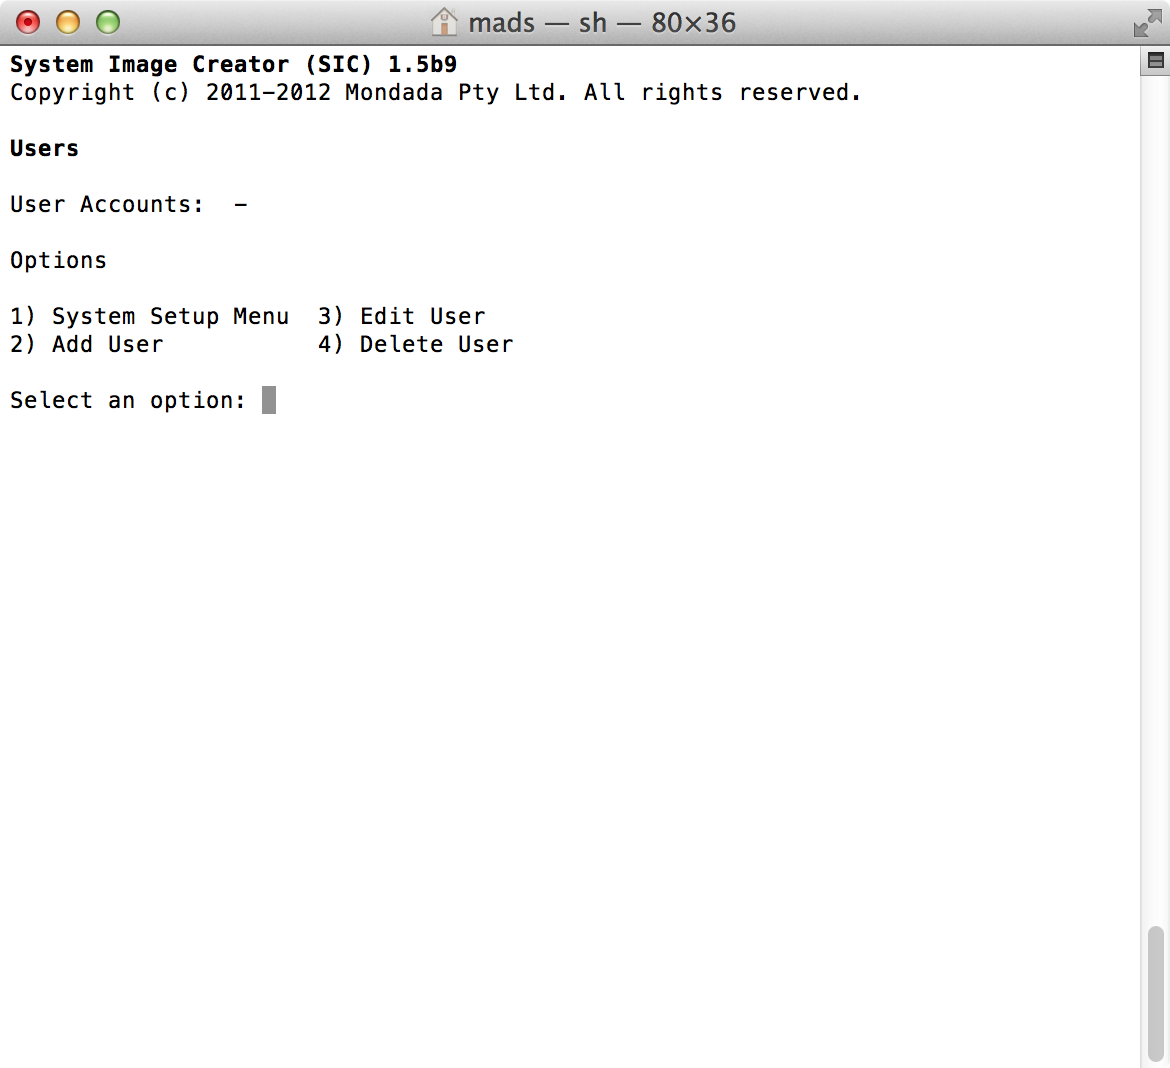 mads — sh — 80×36
System Image Creator (SIC) 1.5b9
Copyright (c) 2011-2012 Mondada Pty Ltd. All rights reserved.
Users
User Accounts:  -
Options
1) System Setup Menu  3) Edit User
2) Add User           4) Delete User
Select an option: